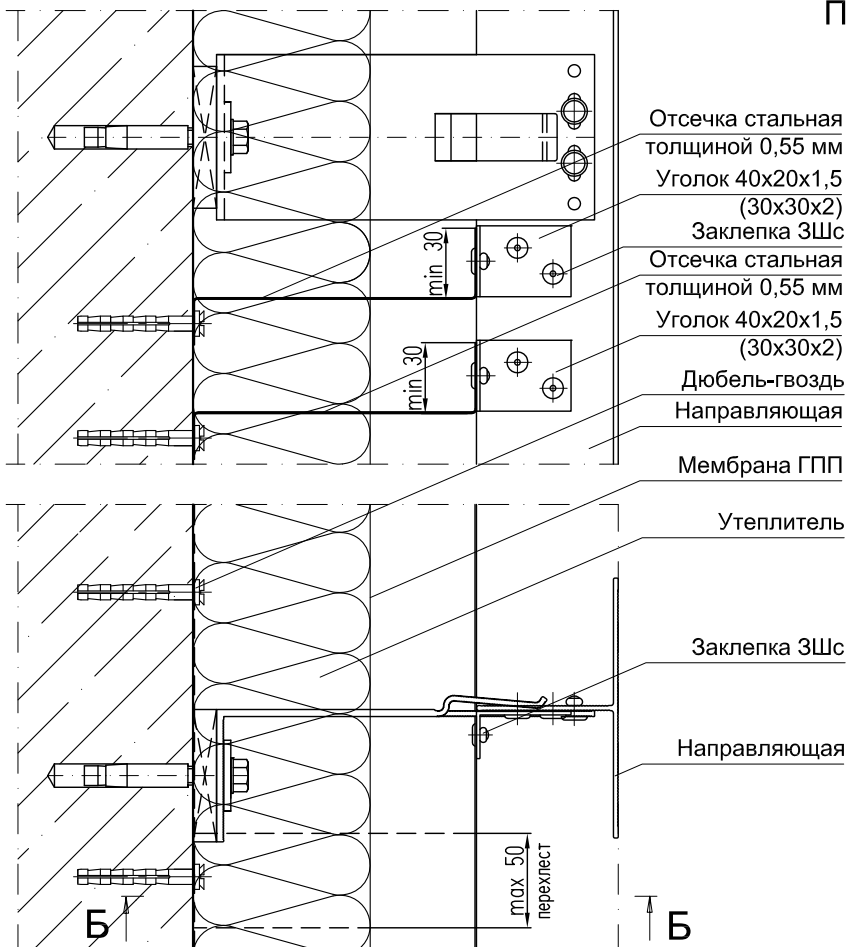 П
Отсечка стальная
толщиной 0,55 мм
Уголок 40х20х1,5
(30х30х2)
Заклепка ЗШс
Отсечка стальная
толщиной 0,55 мм
Уголок 40х20х1,5
(30х30х2)
Дюбель-гвоздь
Направляющая
min 30
min 30
Мембрана ГПП
Утеплитель
Заклепка ЗШс
Направляющая
max 50
перехлест
Б
Б